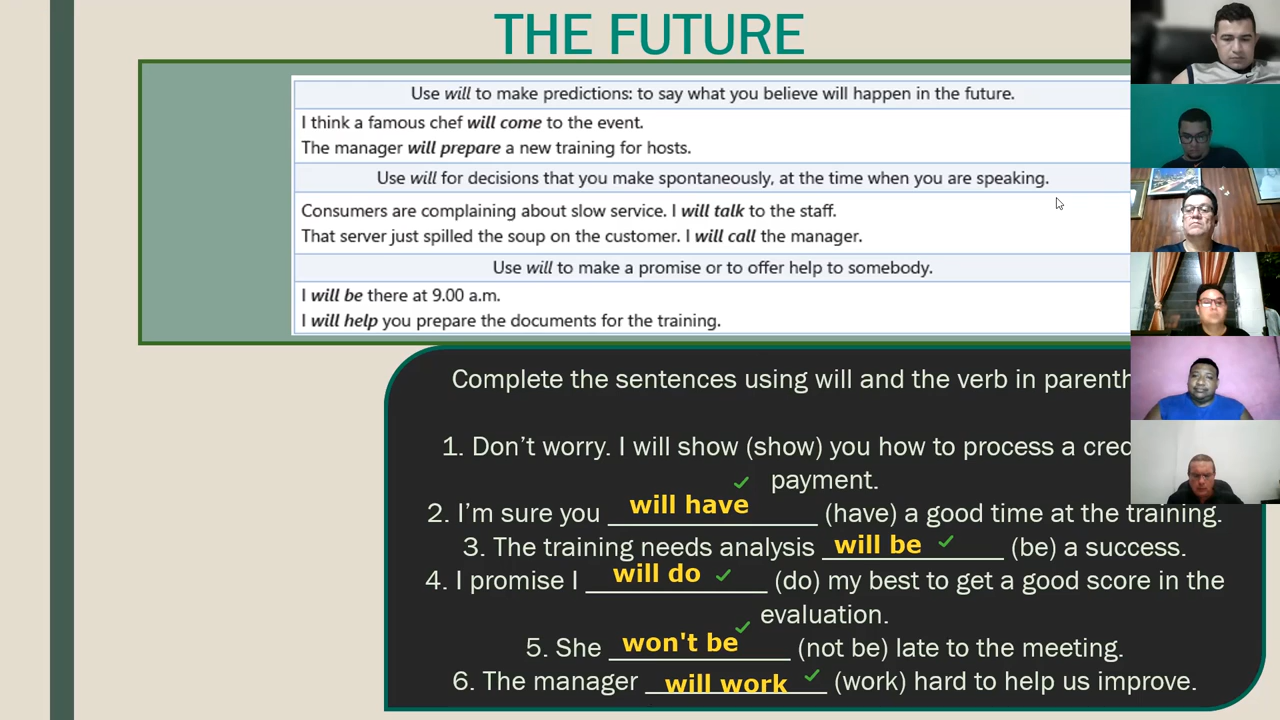 THE FUTURE
Use will to make predictions: to say what you believe will happen in the future.
I think a famous chef will come to the event.
The manager will prepare a new training for hosts.
Use will for decisions that you make spontaneously, at the time when you are speaking.
Consumers are complaining about slow service. I will talk to the staff.
That server just spilled the soup on the customer. I will call the manager.
Use will to make a promise or to offer help to somebody.
I will be there at 9.00 a.m.
I will help you prepare the documents for the training.
Complete the sentences using will and the verb in
1. Don't worry. I will show (show) you how to process a
payment.
2. I'm sure you will have (have) a good time at the training.
3. The training needs analysis will be (be) a success.
4. I promise I will do (do) my best to get a good score in the
evaluation.
5. She won't be (not be) late to the meeting.
6. The manager will work (work) hard to help us improve.